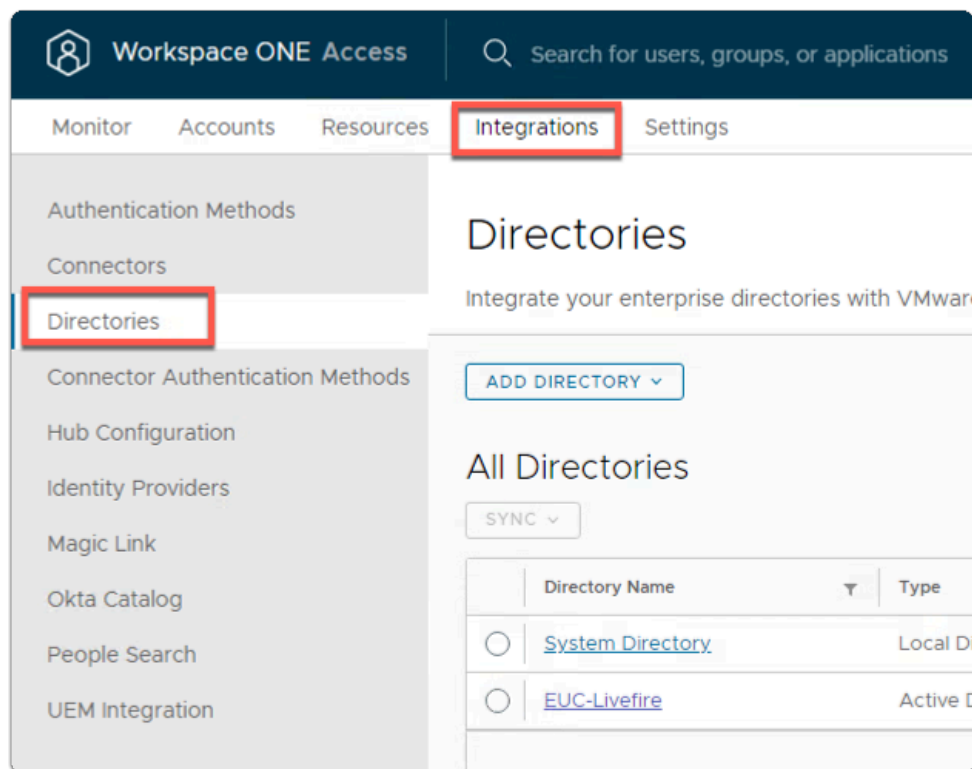 Workspace ONE Access
Search for users, groups, or applications
Monitor Accounts Resources Integrations Settings
Authentication Methods
Connectors
Directories
Connector Authentication Methods
Hub Configuration
Identity Providers
Magic Link
Okta Catalog
People Search
UEM Integration
Directories
Integrate your enterprise directories with VMware
ADD DIRECTORY
All Directories
SYNC
Directory Name Type
System Directory Local D
EUC-Livefire Active D